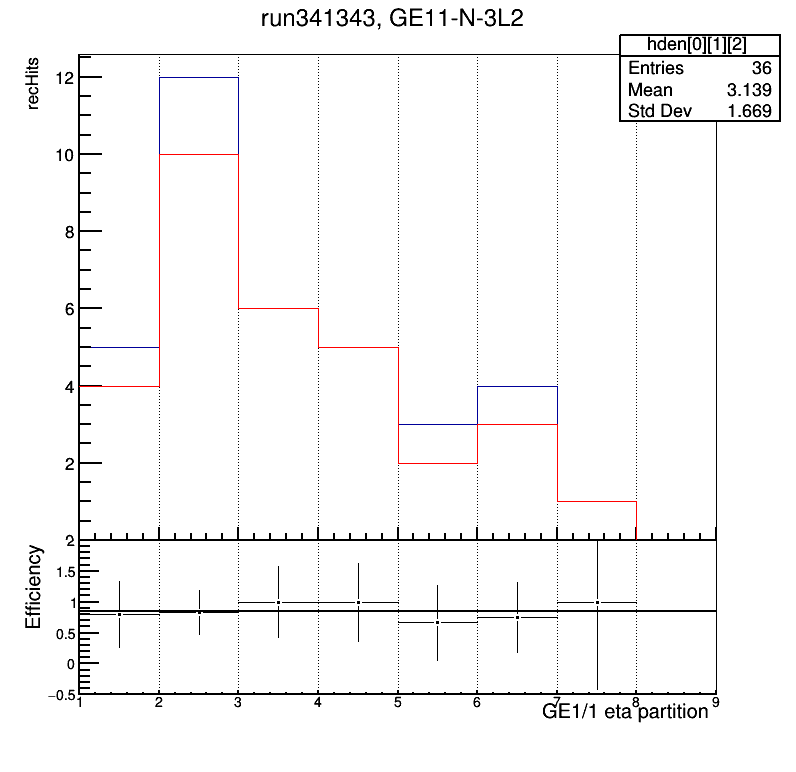 run341343, GE11-N-3L2
hden[0][1][2]
Entries 36
Mean 3.139
Std Dev 1.669
recHits
12
10
8
6
4
2
Efficiency
2
1.5
1
0.5
0
−0.5
1 2 3 4 5 6 7 8 9
GE1/1 eta partition